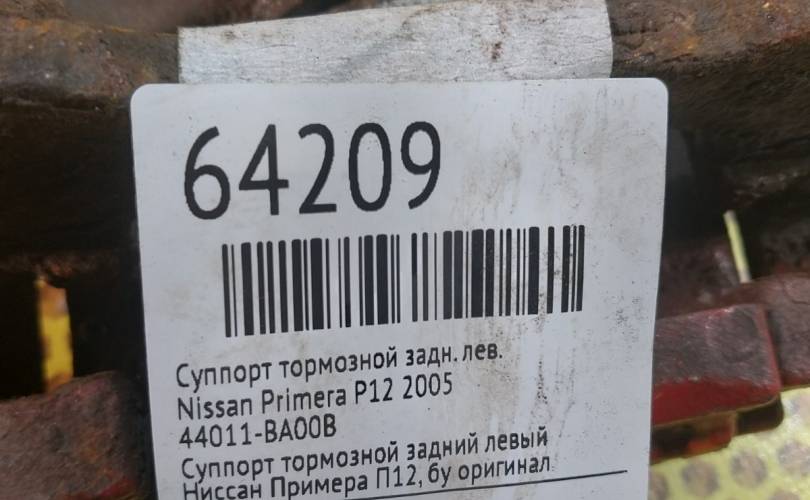 64209
Суппорт тормозной задн. лев.
Nissan Primera P12 2005
44011-BA00B
Суппорт тормозной задний левый
Ниссан Примера П12, бу оригинал